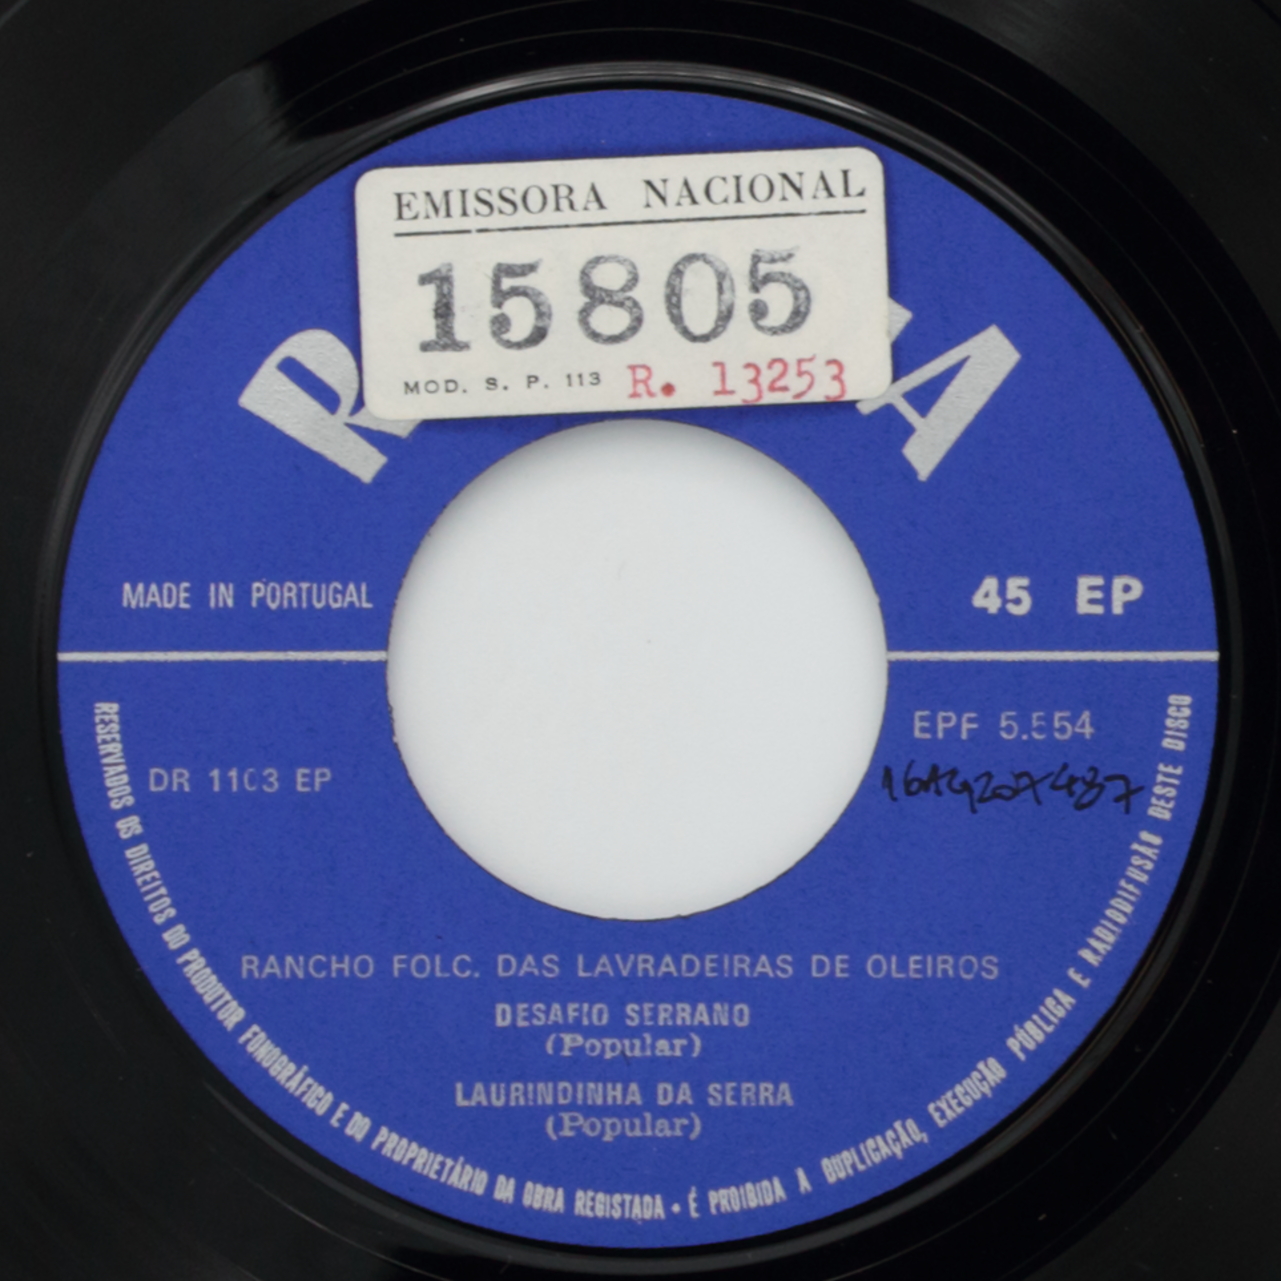 EMISSORA NACIONAL
15805
MOD. S. P. 113 R. 13253
MADE IN PORTUGAL
45 EP
EPF 5.554
DR 1103 EP
RANCHO FOLC. DAS LAVRADEIRAS DE OLEIROS
DESAFIO SERRANO
(Popular)
LAURINDINHA DA SERRA
(Popular)
RESERVADOS OS DIREITOS DO PRODUTOR FONOGRÁFICO E DO PROPRIETÁRIO DA OBRA REGISTADA • É PROIBIDA A DUPLICAÇÃO, EXECUÇÃO PÚBLICA E RADIODIFUSÃO DESTE DISCO